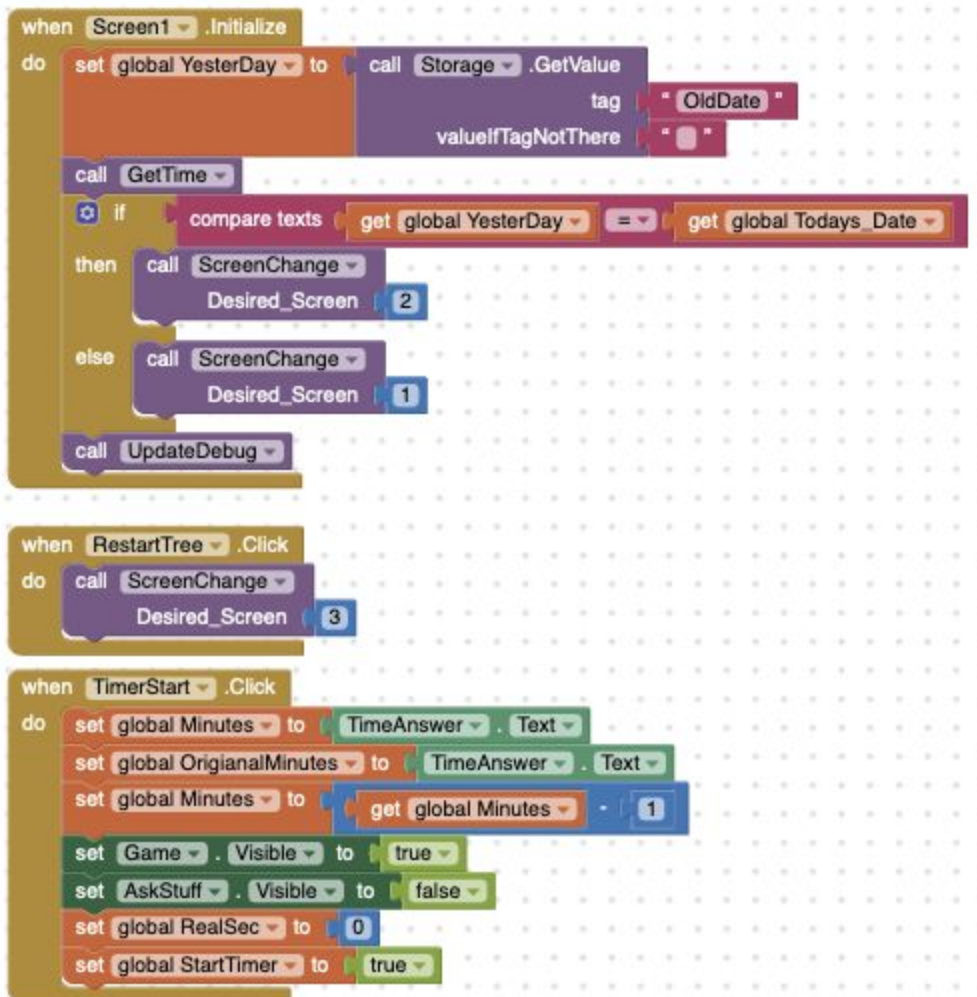 when Screen1 .Initialize
do set global YesterDay to call Storage .GetValue
tag " OldDate "
valueIfTagNotThere " "
call GetTime
if compare texts get global YesterDay = get global Todays_Date
then call ScreenChange
Desired_Screen 2
else call ScreenChange
Desired_Screen 1
call UpdateDebug
when RestartTree .Click
do call ScreenChange
Desired_Screen 3
when TimerStart .Click
do set global Minutes to TimeAnswer . Text
set global OrigianalMinutes to TimeAnswer . Text
set global Minutes to get global Minutes - 1
set Game . Visible to true
set AskStuff . Visible to false
set global RealSec to 0
set global StartTimer to true